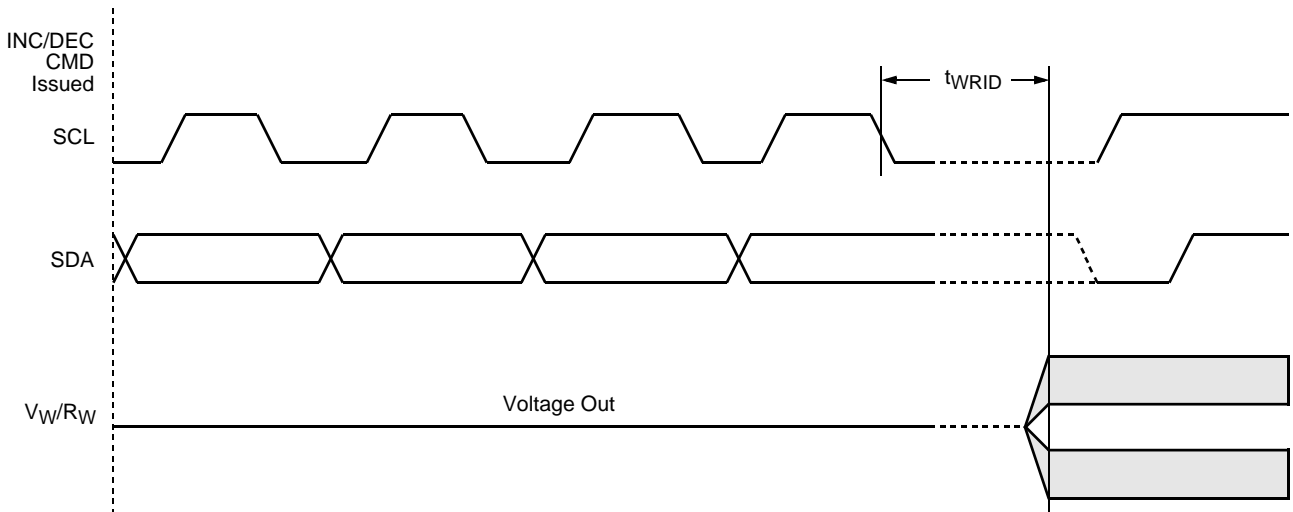 INC/DEC
CMD
Issued
tWRID
SCL
SDA
Voltage Out
VW/RW